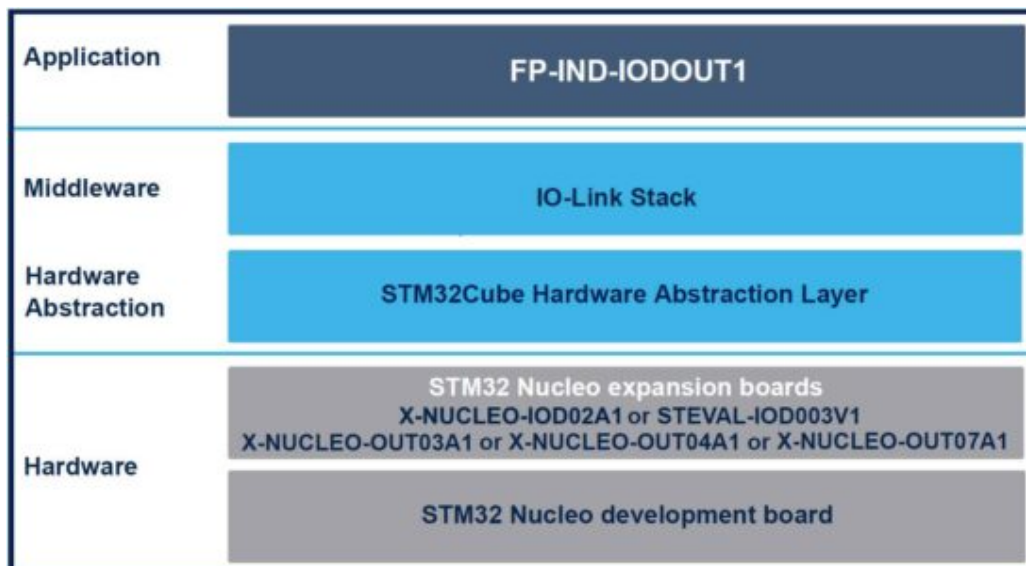 Application
FP-IND-IODOUT1
Middleware
IO-Link Stack
Hardware
Abstraction
STM32Cube Hardware Abstraction Layer
Hardware
STM32 Nucleo expansion boards
X-NUCLEO-IOD02A1 or STEVAL-IOD003V1
X-NUCLEO-OUT03A1 or X-NUCLEO-OUT04A1 or X-NUCLEO-OUT07A1
STM32 Nucleo development board